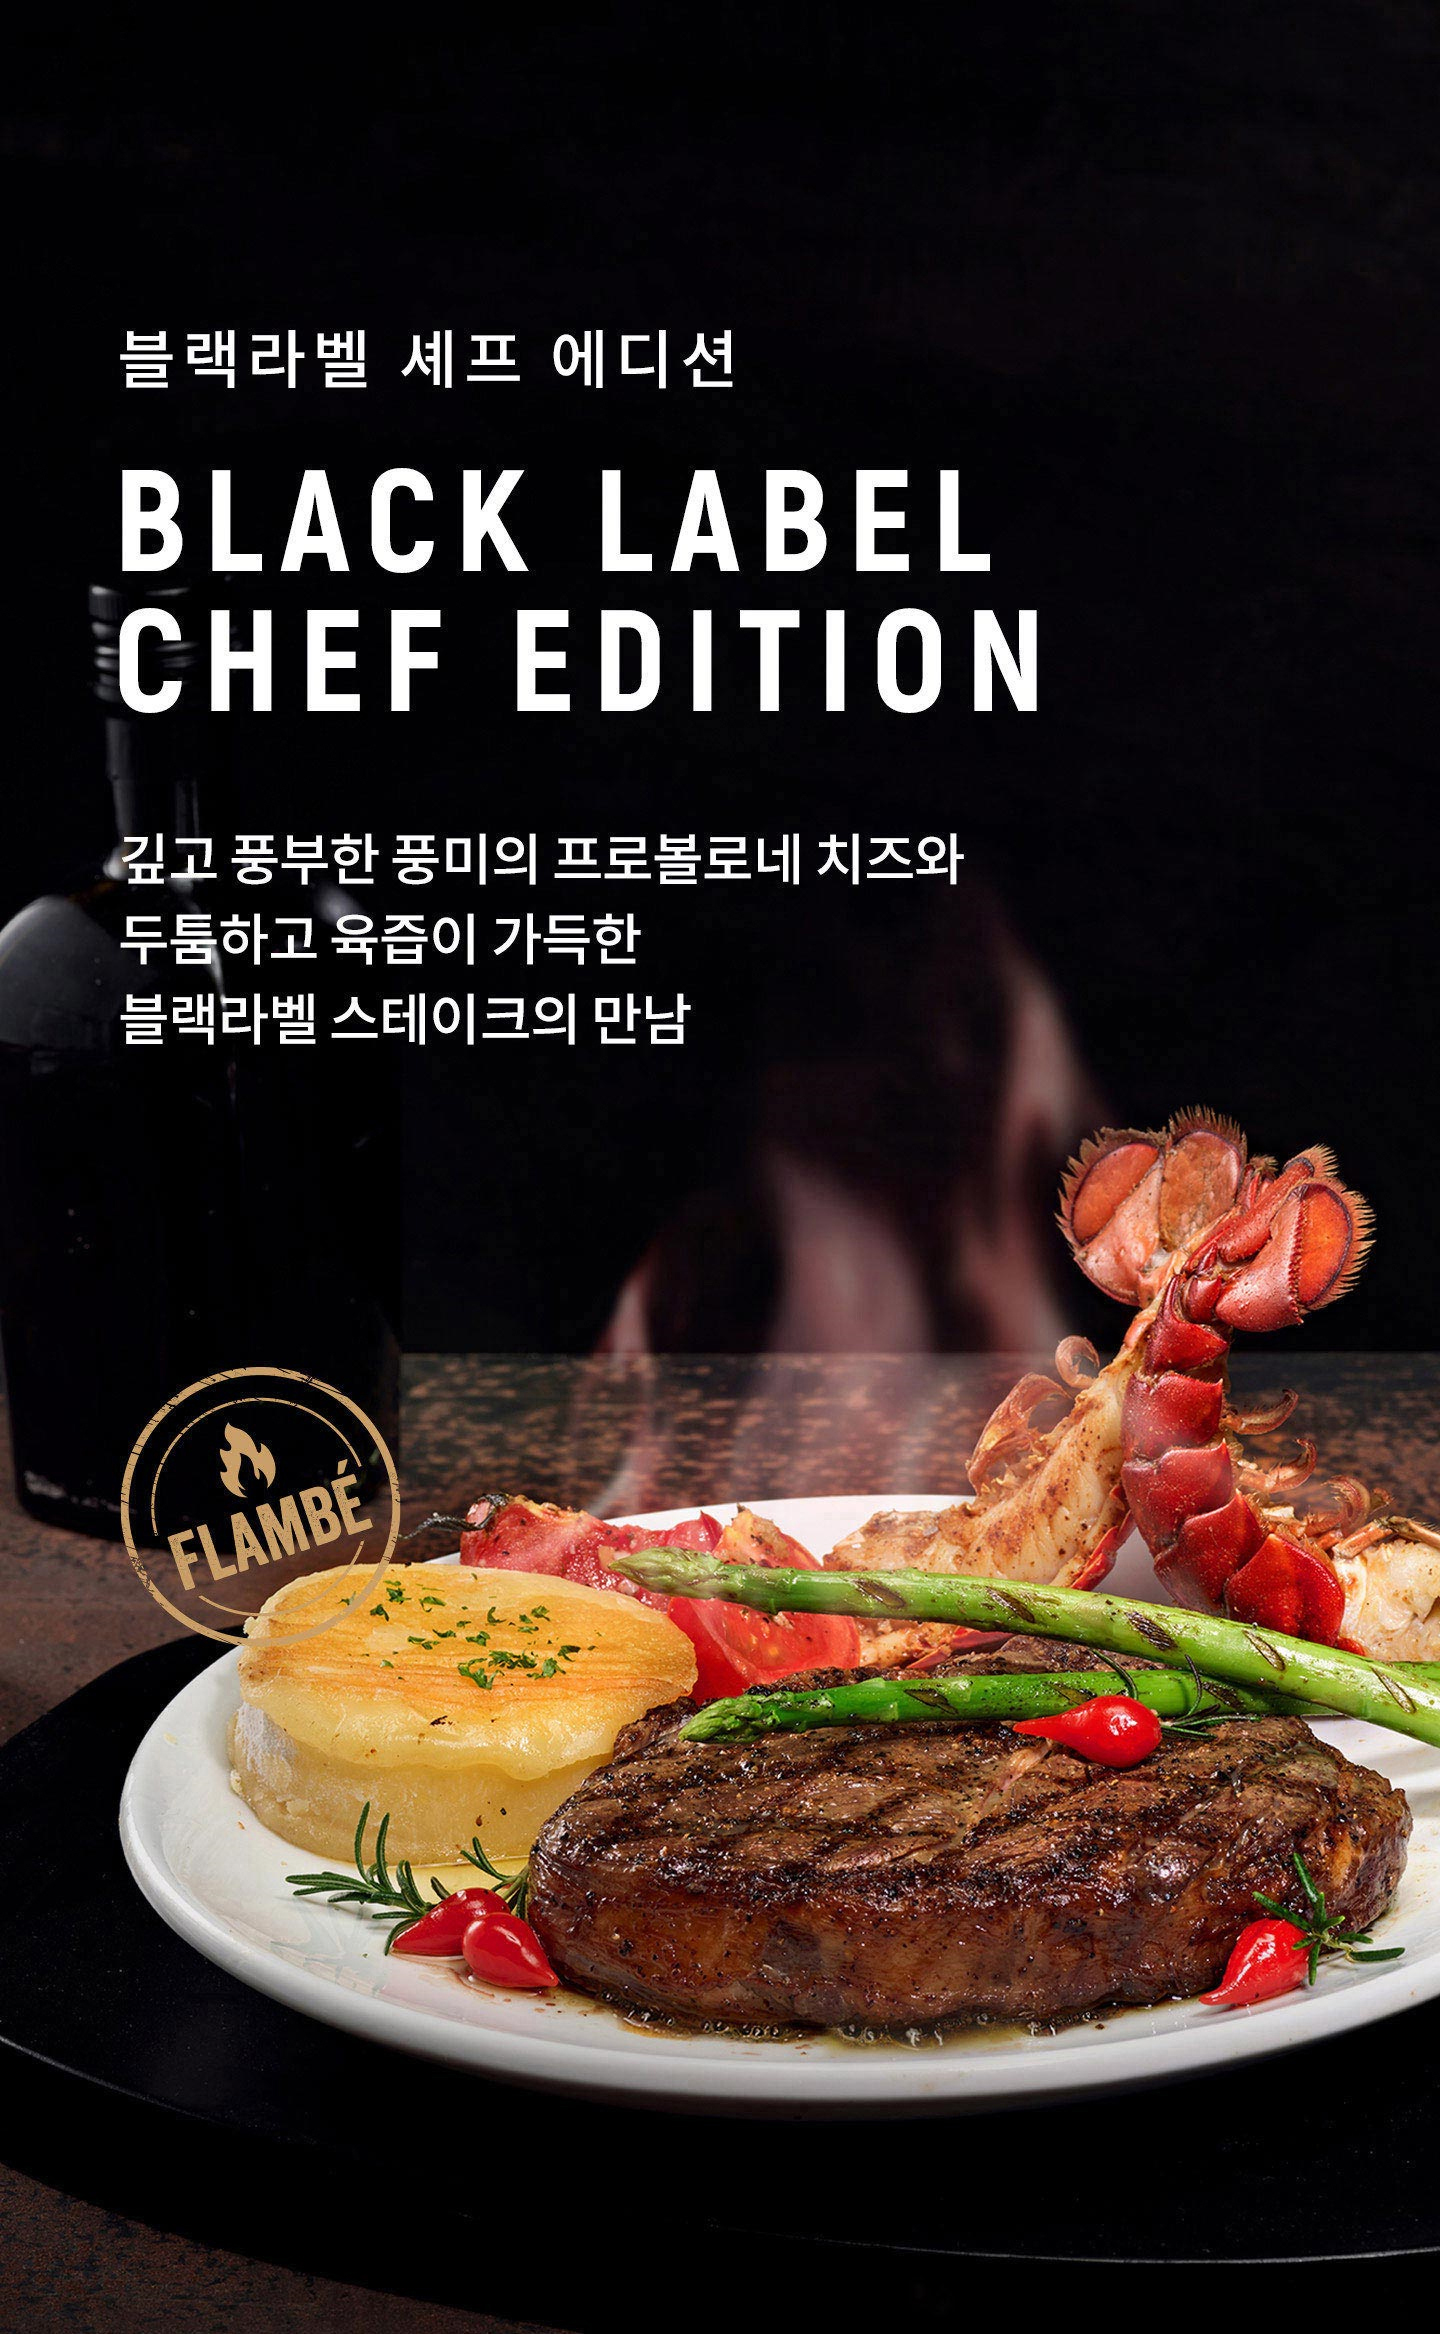 블랙라벨 셰프 에디션
BLACK LABEL
CHEF EDITION
깊고 풍부한 풍미의 프로볼로네 치즈와
두툼하고 육즙이 가득한
블랙라벨 스테이크의 만남
FLAMBÉ